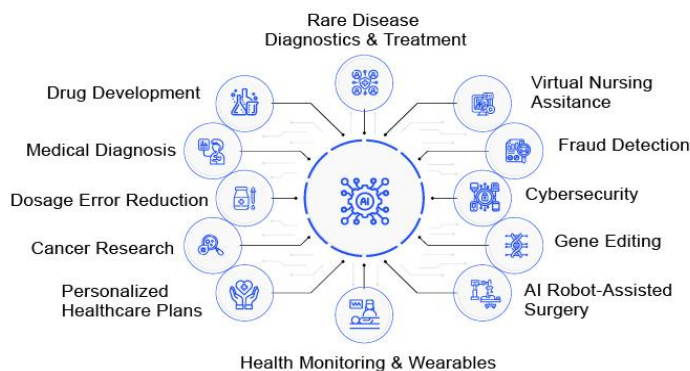 Rare Disease
Diagnostics & Treatment
Drug Development
Virtual Nursing
Assitance
Medical Diagnosis
Fraud Detection
AI
Dosage Error Reduction
Cybersecurity
Cancer Research
Gene Editing
Personalized
Healthcare Plans
AI Robot-Assisted
Surgery
Health Monitoring & Wearables